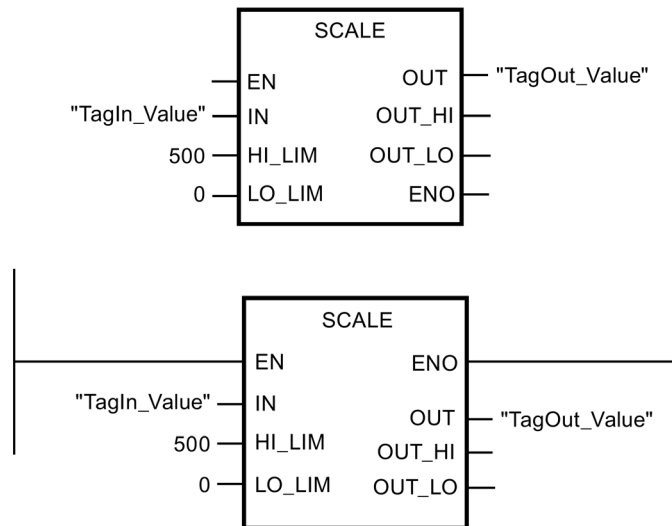 SCALE
EN OUT "TagOut_Value"
"TagIn_Value" IN OUT_HI
500 HI_LIM OUT_LO
0 LO_LIM ENO
SCALE
EN ENO
"TagIn_Value" IN
OUT "TagOut_Value"
500 HI_LIM OUT_HI
0 LO_LIM OUT_LO